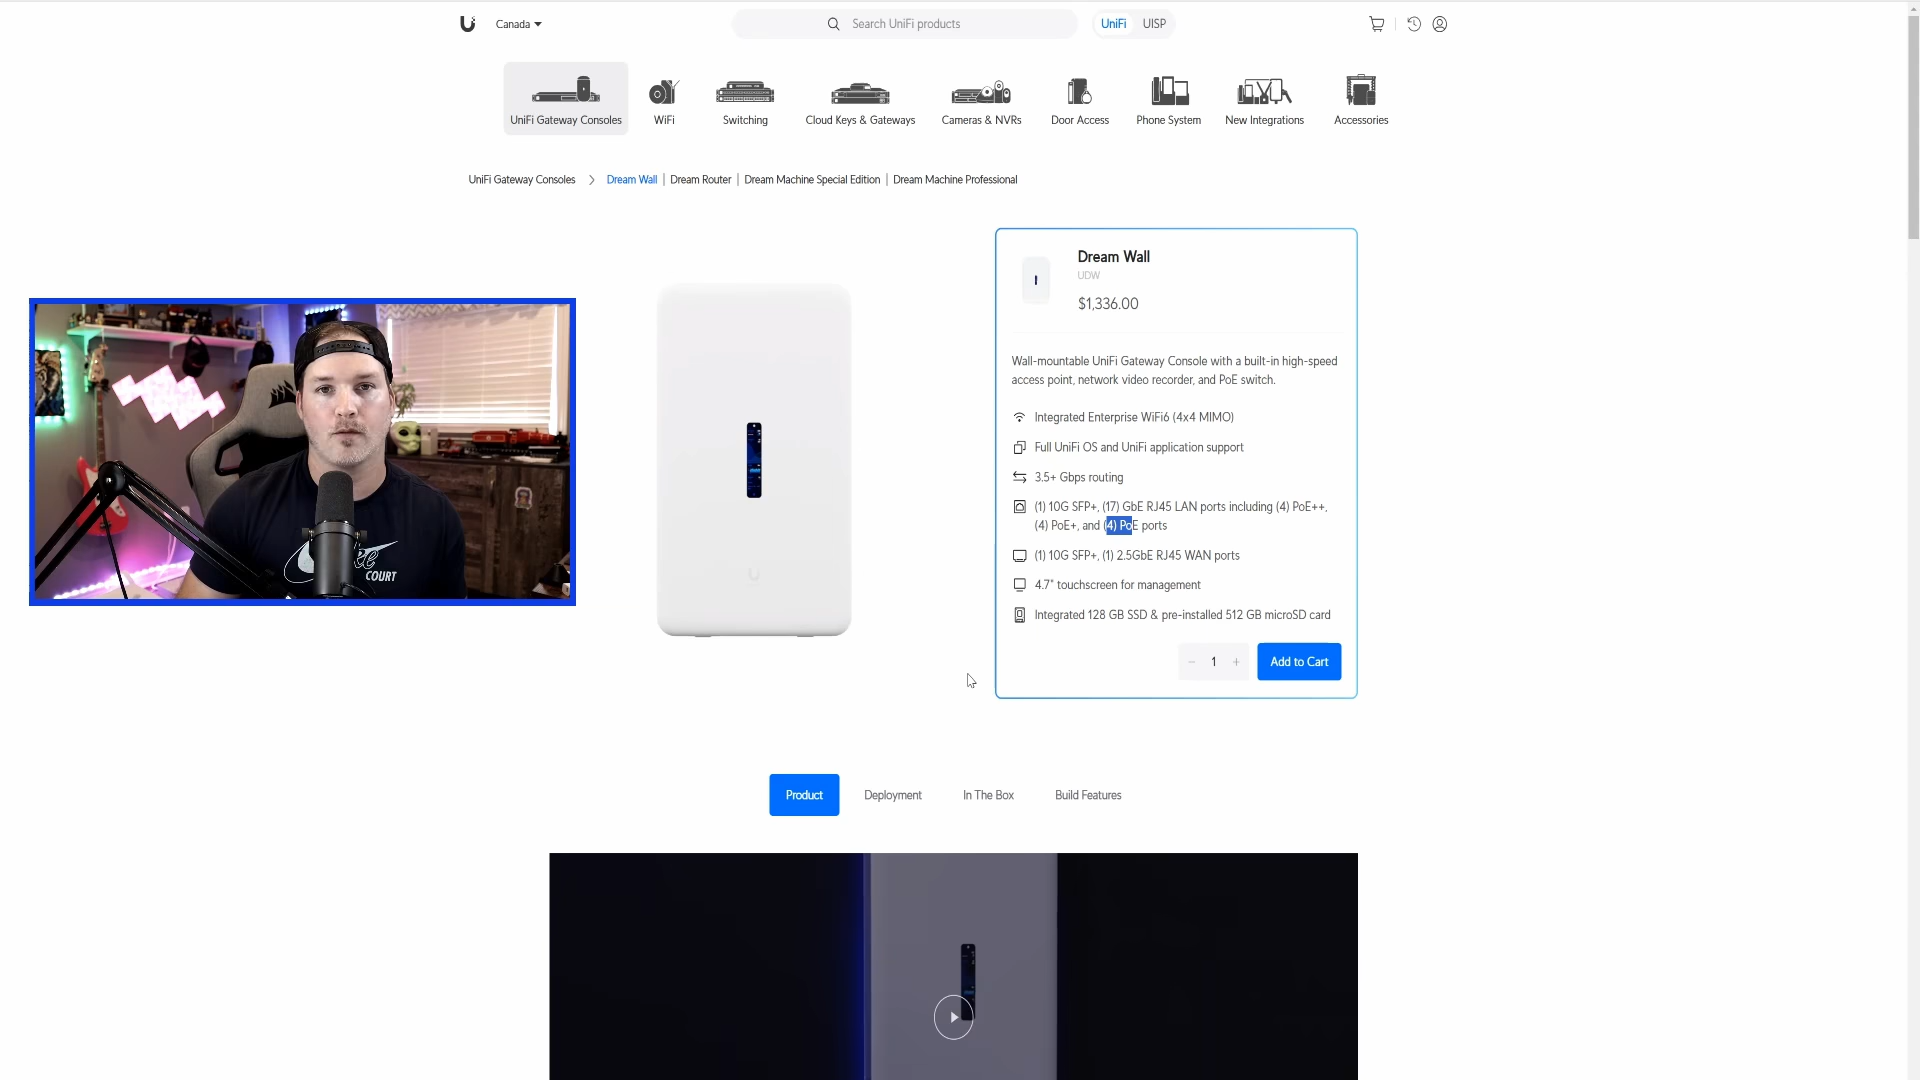 Canada
Search UniFi products
UniFi UISP
UniFi Gateway Consoles
WiFi
Switching
Cloud Keys & Gateways
Cameras & NVRs
Door Access
Phone System
New Integrations
Accessories
UniFi Gateway Consoles > Dream Wall | Dream Router | Dream Machine Special Edition | Dream Machine Professional
Dream Wall
UDW
$1,336.00
Wall-mountable UniFi Gateway Console with a built-in high-speed
access point, network video recorder, and PoE switch.
Integrated Enterprise WiFi6 (4x4 MIMO)
Full UniFi OS and UniFi application support
3.5+ Gbps routing
(1) 10G SFP+, (17) GbE RJ45 LAN ports including (4) PoE++,
(4) PoE+, and (4) PoE ports
(1) 10G SFP+, (1) 2.5GbE RJ45 WAN ports
4.7" touchscreen for management
Integrated 128 GB SSD & pre-installed 512 GB microSD card
− 1 +
Add to Cart
COURT
Product
Deployment
In The Box
Build Features